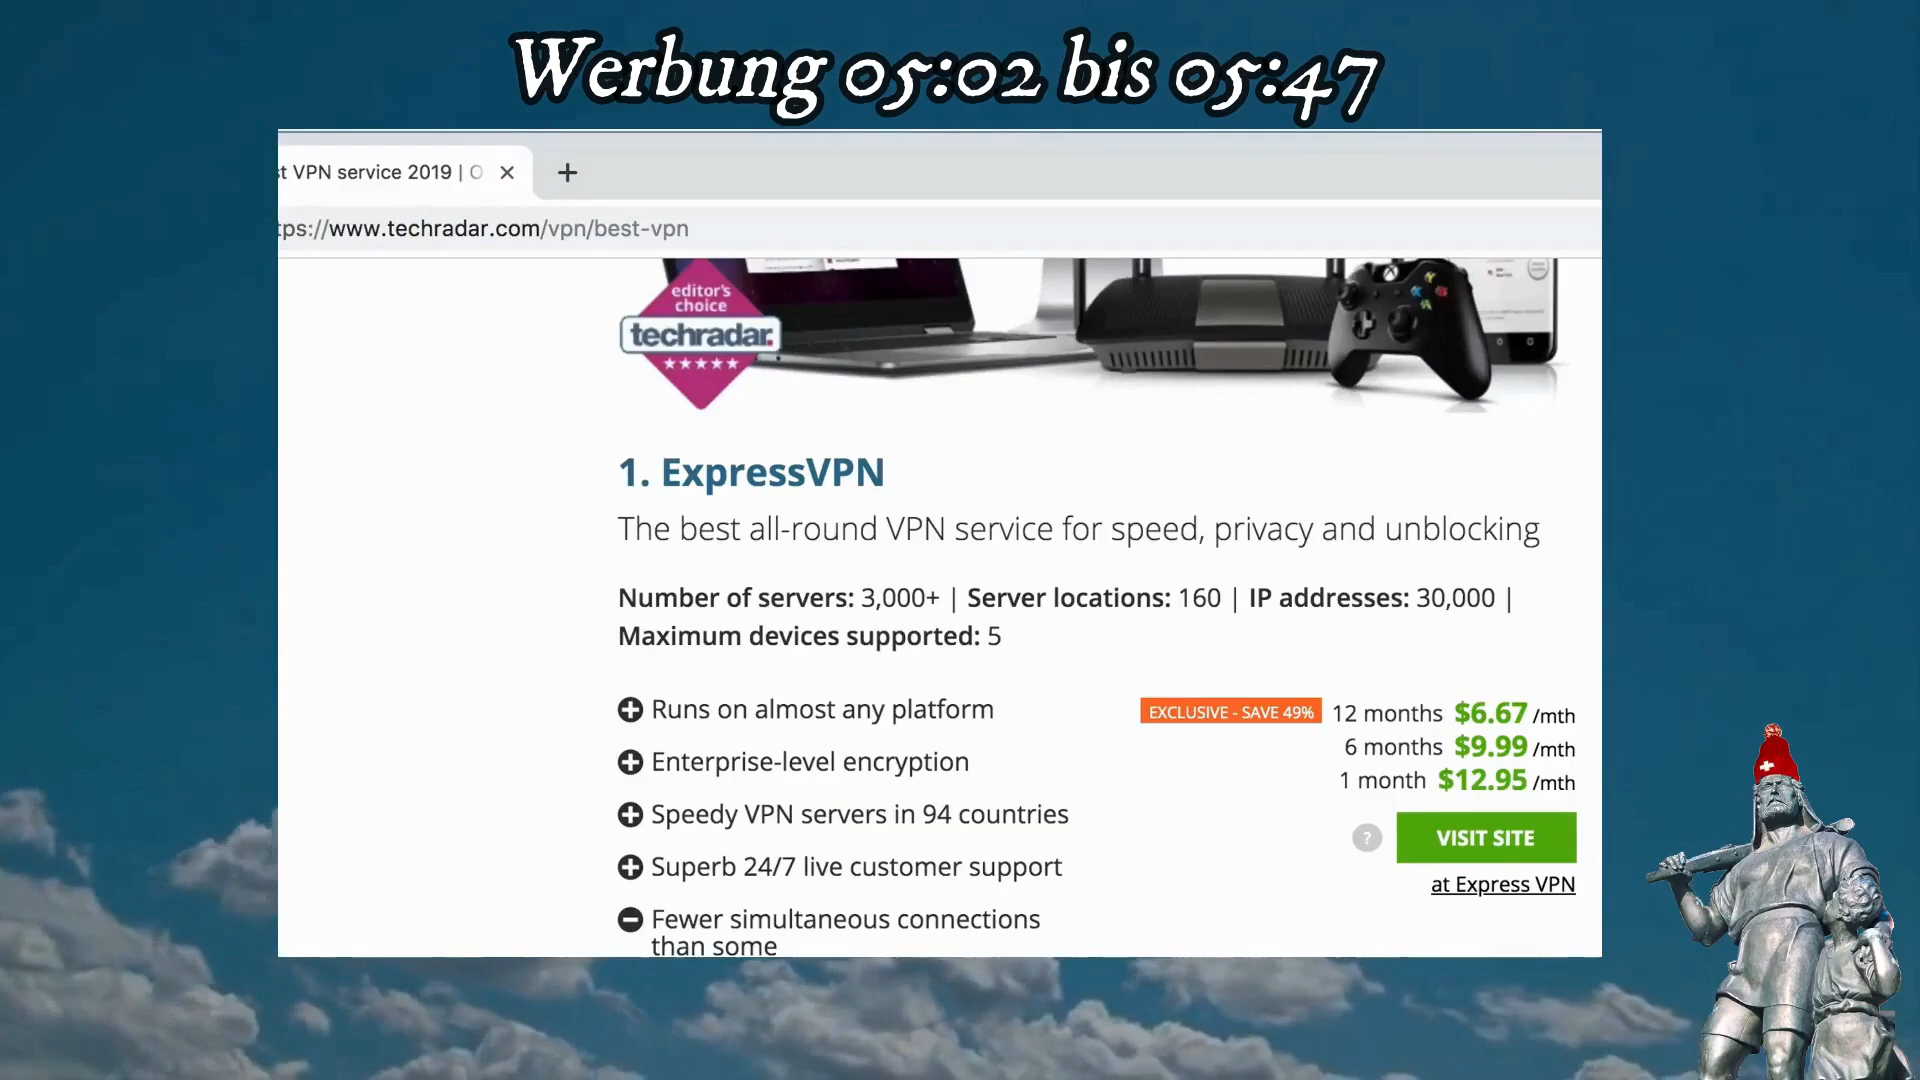 Werbung 05:02 bis 05:47
st VPN service 2019 | O
tps://www.techradar.com/vpn/best-vpn
editor's
choice
techradar.
1. ExpressVPN
The best all-round VPN service for speed, privacy and unblocking
Number of servers: 3,000+ | Server locations: 160 | IP addresses: 30,000 |
Maximum devices supported: 5
Runs on almost any platform
Enterprise-level encryption
Speedy VPN servers in 94 countries
Superb 24/7 live customer support
Fewer simultaneous connections
than some
EXCLUSIVE - SAVE 49% 12 months $6.67 /mth
6 months $9.99 /mth
1 month $12.95 /mth
? VISIT SITE
at Express VPN